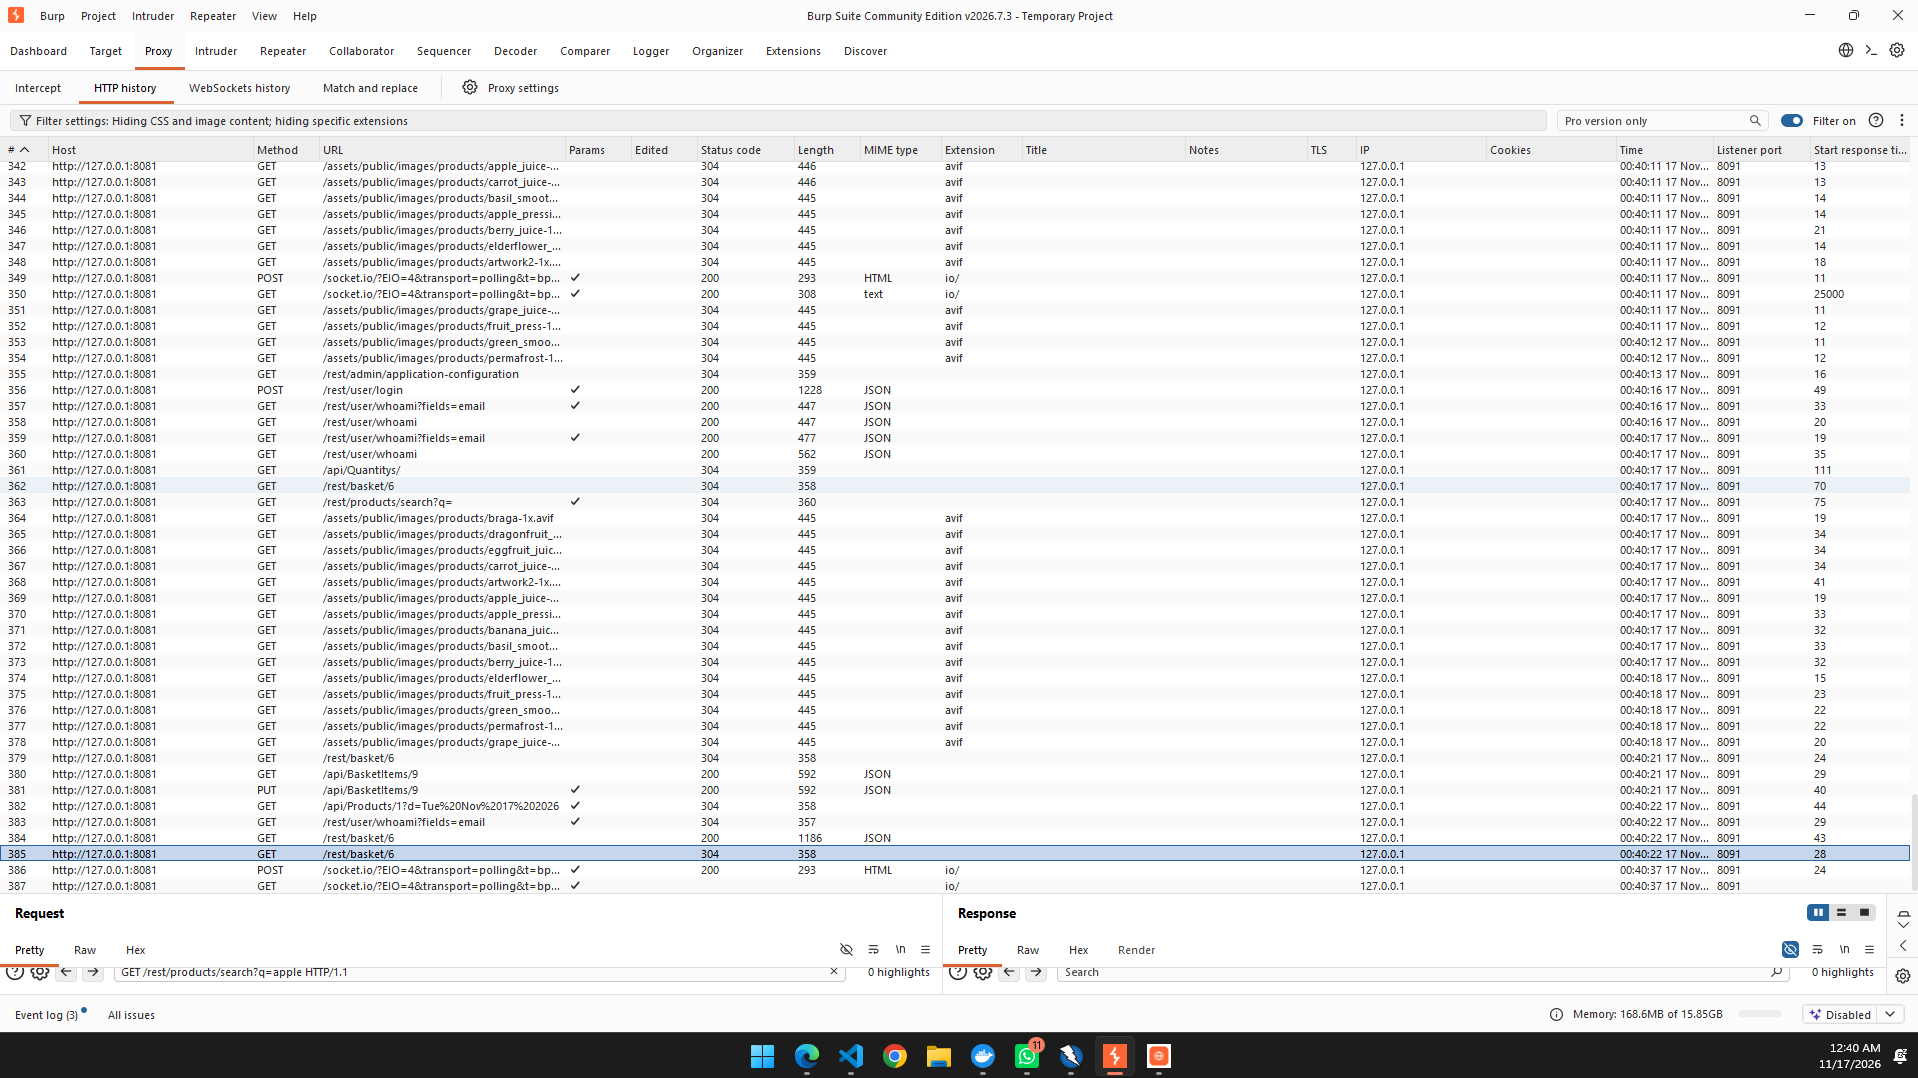 Burp Project Intruder Repeater View Help Burp Suite Community Edition v2026.7.3 - Temporary Project
Dashboard Target Proxy Intruder Repeater Collaborator Sequencer Decoder Comparer Logger Organizer Extensions Discover
Intercept HTTP history WebSockets history Match and replace Proxy settings
Filter settings: Hiding CSS and image content; hiding specific extensions Pro version only Filter on
# Host Method URL Params Edited Status code Length MIME type Extension Title Notes TLS IP Cookies Time Listener port Start response ti...
342 http://127.0.0.1:8081 GET /assets/public/images/products/apple_juice-... 304 446 avif 127.0.0.1 00:40:11 17 Nov... 8091 13
343 http://127.0.0.1:8081 GET /assets/public/images/products/carrot_juice-... 304 446 avif 127.0.0.1 00:40:11 17 Nov... 8091 13
344 http://127.0.0.1:8081 GET /assets/public/images/products/basil_smoot... 304 445 avif 127.0.0.1 00:40:11 17 Nov... 8091 14
345 http://127.0.0.1:8081 GET /assets/public/images/products/apple_pressi... 304 445 avif 127.0.0.1 00:40:11 17 Nov... 8091 14
346 http://127.0.0.1:8081 GET /assets/public/images/products/berry_juice-1... 304 445 avif 127.0.0.1 00:40:11 17 Nov... 8091 21
347 http://127.0.0.1:8081 GET /assets/public/images/products/elderflower_... 304 445 avif 127.0.0.1 00:40:11 17 Nov... 8091 14
348 http://127.0.0.1:8081 GET /assets/public/images/products/artwork2-1x.... 304 445 avif 127.0.0.1 00:40:11 17 Nov... 8091 18
349 http://127.0.0.1:8081 POST /socket.io/?EIO=4&transport=polling&t=bp... ✓ 200 293 HTML io/ 127.0.0.1 00:40:11 17 Nov... 8091 11
350 http://127.0.0.1:8081 GET /socket.io/?EIO=4&transport=polling&t=bp... ✓ 200 308 text io/ 127.0.0.1 00:40:11 17 Nov... 8091 25000
351 http://127.0.0.1:8081 GET /assets/public/images/products/grape_juice-... 304 445 avif 127.0.0.1 00:40:11 17 Nov... 8091 11
352 http://127.0.0.1:8081 GET /assets/public/images/products/fruit_press-1... 304 445 avif 127.0.0.1 00:40:11 17 Nov... 8091 12
353 http://127.0.0.1:8081 GET /assets/public/images/products/green_smoo... 304 445 avif 127.0.0.1 00:40:12 17 Nov... 8091 11
354 http://127.0.0.1:8081 GET /assets/public/images/products/permafrost-1... 304 445 avif 127.0.0.1 00:40:12 17 Nov... 8091 12
355 http://127.0.0.1:8081 GET /rest/admin/application-configuration 304 359 127.0.0.1 00:40:13 17 Nov... 8091 16
356 http://127.0.0.1:8081 POST /rest/user/login ✓ 200 1228 JSON 127.0.0.1 00:40:16 17 Nov... 8091 49
357 http://127.0.0.1:8081 GET /rest/user/whoami?fields=email ✓ 200 447 JSON 127.0.0.1 00:40:16 17 Nov... 8091 33
358 http://127.0.0.1:8081 GET /rest/user/whoami 200 447 JSON 127.0.0.1 00:40:16 17 Nov... 8091 20
359 http://127.0.0.1:8081 GET /rest/user/whoami?fields=email ✓ 200 477 JSON 127.0.0.1 00:40:17 17 Nov... 8091 19
360 http://127.0.0.1:8081 GET /rest/user/whoami 200 562 JSON 127.0.0.1 00:40:17 17 Nov... 8091 35
361 http://127.0.0.1:8081 GET /api/Quantitys/ 304 359 127.0.0.1 00:40:17 17 Nov... 8091 111
362 http://127.0.0.1:8081 GET /rest/basket/6 304 358 127.0.0.1 00:40:17 17 Nov... 8091 70
363 http://127.0.0.1:8081 GET /rest/products/search?q= ✓ 304 360 127.0.0.1 00:40:17 17 Nov... 8091 75
364 http://127.0.0.1:8081 GET /assets/public/images/products/braga-1x.avif 304 445 avif 127.0.0.1 00:40:17 17 Nov... 8091 19
365 http://127.0.0.1:8081 GET /assets/public/images/products/dragonfruit_... 304 445 avif 127.0.0.1 00:40:17 17 Nov... 8091 34
366 http://127.0.0.1:8081 GET /assets/public/images/products/eggfruit_juic... 304 445 avif 127.0.0.1 00:40:17 17 Nov... 8091 34
367 http://127.0.0.1:8081 GET /assets/public/images/products/carrot_juice-... 304 445 avif 127.0.0.1 00:40:17 17 Nov... 8091 34
368 http://127.0.0.1:8081 GET /assets/public/images/products/artwork2-1x.... 304 445 avif 127.0.0.1 00:40:17 17 Nov... 8091 41
369 http://127.0.0.1:8081 GET /assets/public/images/products/apple_juice-... 304 445 avif 127.0.0.1 00:40:17 17 Nov... 8091 19
370 http://127.0.0.1:8081 GET /assets/public/images/products/apple_pressi... 304 445 avif 127.0.0.1 00:40:17 17 Nov... 8091 33
371 http://127.0.0.1:8081 GET /assets/public/images/products/banana_juic... 304 445 avif 127.0.0.1 00:40:17 17 Nov... 8091 32
372 http://127.0.0.1:8081 GET /assets/public/images/products/basil_smoot... 304 445 avif 127.0.0.1 00:40:17 17 Nov... 8091 33
373 http://127.0.0.1:8081 GET /assets/public/images/products/berry_juice-1... 304 445 avif 127.0.0.1 00:40:17 17 Nov... 8091 32
374 http://127.0.0.1:8081 GET /assets/public/images/products/elderflower_... 304 445 avif 127.0.0.1 00:40:18 17 Nov... 8091 15
375 http://127.0.0.1:8081 GET /assets/public/images/products/fruit_press-1... 304 445 avif 127.0.0.1 00:40:18 17 Nov... 8091 23
376 http://127.0.0.1:8081 GET /assets/public/images/products/green_smoo... 304 445 avif 127.0.0.1 00:40:18 17 Nov... 8091 22
377 http://127.0.0.1:8081 GET /assets/public/images/products/permafrost-1... 304 445 avif 127.0.0.1 00:40:18 17 Nov... 8091 22
378 http://127.0.0.1:8081 GET /assets/public/images/products/grape_juice-... 304 445 avif 127.0.0.1 00:40:18 17 Nov... 8091 20
379 http://127.0.0.1:8081 GET /rest/basket/6 304 358 127.0.0.1 00:40:21 17 Nov... 8091 24
380 http://127.0.0.1:8081 GET /api/BasketItems/9 200 592 JSON 127.0.0.1 00:40:21 17 Nov... 8091 29
381 http://127.0.0.1:8081 PUT /api/BasketItems/9 ✓ 200 592 JSON 127.0.0.1 00:40:21 17 Nov... 8091 40
382 http://127.0.0.1:8081 GET /api/Products/1?d=Tue%20Nov%2017%202026 ✓ 304 358 127.0.0.1 00:40:22 17 Nov... 8091 44
383 http://127.0.0.1:8081 GET /rest/user/whoami?fields=email ✓ 304 357 127.0.0.1 00:40:22 17 Nov... 8091 29
384 http://127.0.0.1:8081 GET /rest/basket/6 200 1186 JSON 127.0.0.1 00:40:22 17 Nov... 8091 43
385 http://127.0.0.1:8081 GET /rest/basket/6 304 358 127.0.0.1 00:40:22 17 Nov... 8091 28
386 http://127.0.0.1:8081 POST /socket.io/?EIO=4&transport=polling&t=bp... ✓ 200 293 HTML io/ 127.0.0.1 00:40:37 17 Nov... 8091 24
387 http://127.0.0.1:8081 GET /socket.io/?EIO=4&transport=polling&t=bp... ✓ io/ 127.0.0.1 00:40:37 17 Nov... 8091
Request Response
Pretty Raw Hex \n Pretty Raw Hex Render \n
GET /rest/products/search?q=apple HTTP/1.1 0 highlights Search 0 highlights
Event log (3) All issues Memory: 168.6MB of 15.85GB Disabled
11
12:40 AM
11/17/2026